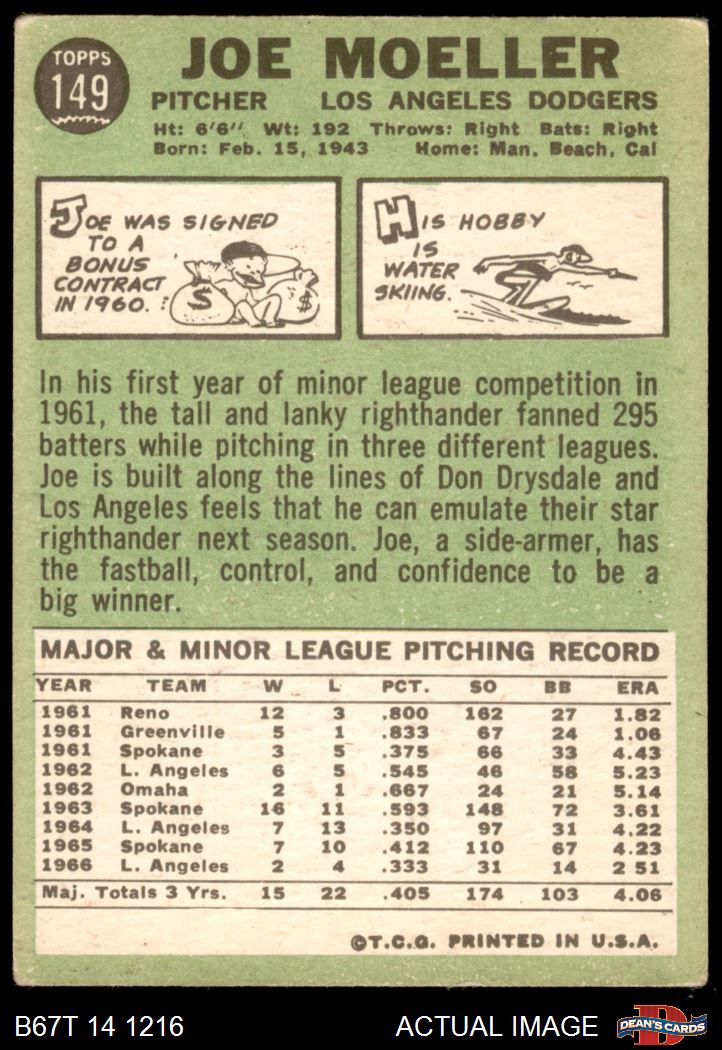 TOPPS
149
JOE MOELLER
PITCHER LOS ANGELES DODGERS
Ht: 6'6" Wt: 192 Throws: Right Bats: Right
Born: Feb. 15, 1943 Home: Man. Beach, Cal
JOE WAS SIGNED
TO A
BONUS
CONTRACT
IN 1960.
$ $
HIS HOBBY
IS
WATER
SKIING.
In his first year of minor league competition in
1961, the tall and lanky righthander fanned 295
batters while pitching in three different leagues.
Joe is built along the lines of Don Drysdale and
Los Angeles feels that he can emulate their star
righthander next season. Joe, a side-armer, has
the fastball, control, and confidence to be a
big winner.
MAJOR & MINOR LEAGUE PITCHING RECORD
YEAR TEAM W L PCT. SO BB ERA
1961 Reno 12 3 .800 162 27 1.82
1961 Greenville 5 1 .833 67 24 1.06
1961 Spokane 3 5 .375 66 33 4.43
1962 L. Angeles 6 5 .545 46 58 5.23
1962 Omaha 2 1 .667 24 21 5.14
1963 Spokane 16 11 .593 148 72 3.61
1964 L. Angeles 7 13 .350 97 31 4.22
1965 Spokane 7 10 .412 110 67 4.23
1966 L. Angeles 2 4 .333 31 14 2 51
Maj. Totals 3 Yrs. 15 22 .405 174 103 4.06
©T.C.G. PRINTED IN U.S.A.
B67T 14 1216 ACTUAL IMAGE
D
DEAN'S CARDS